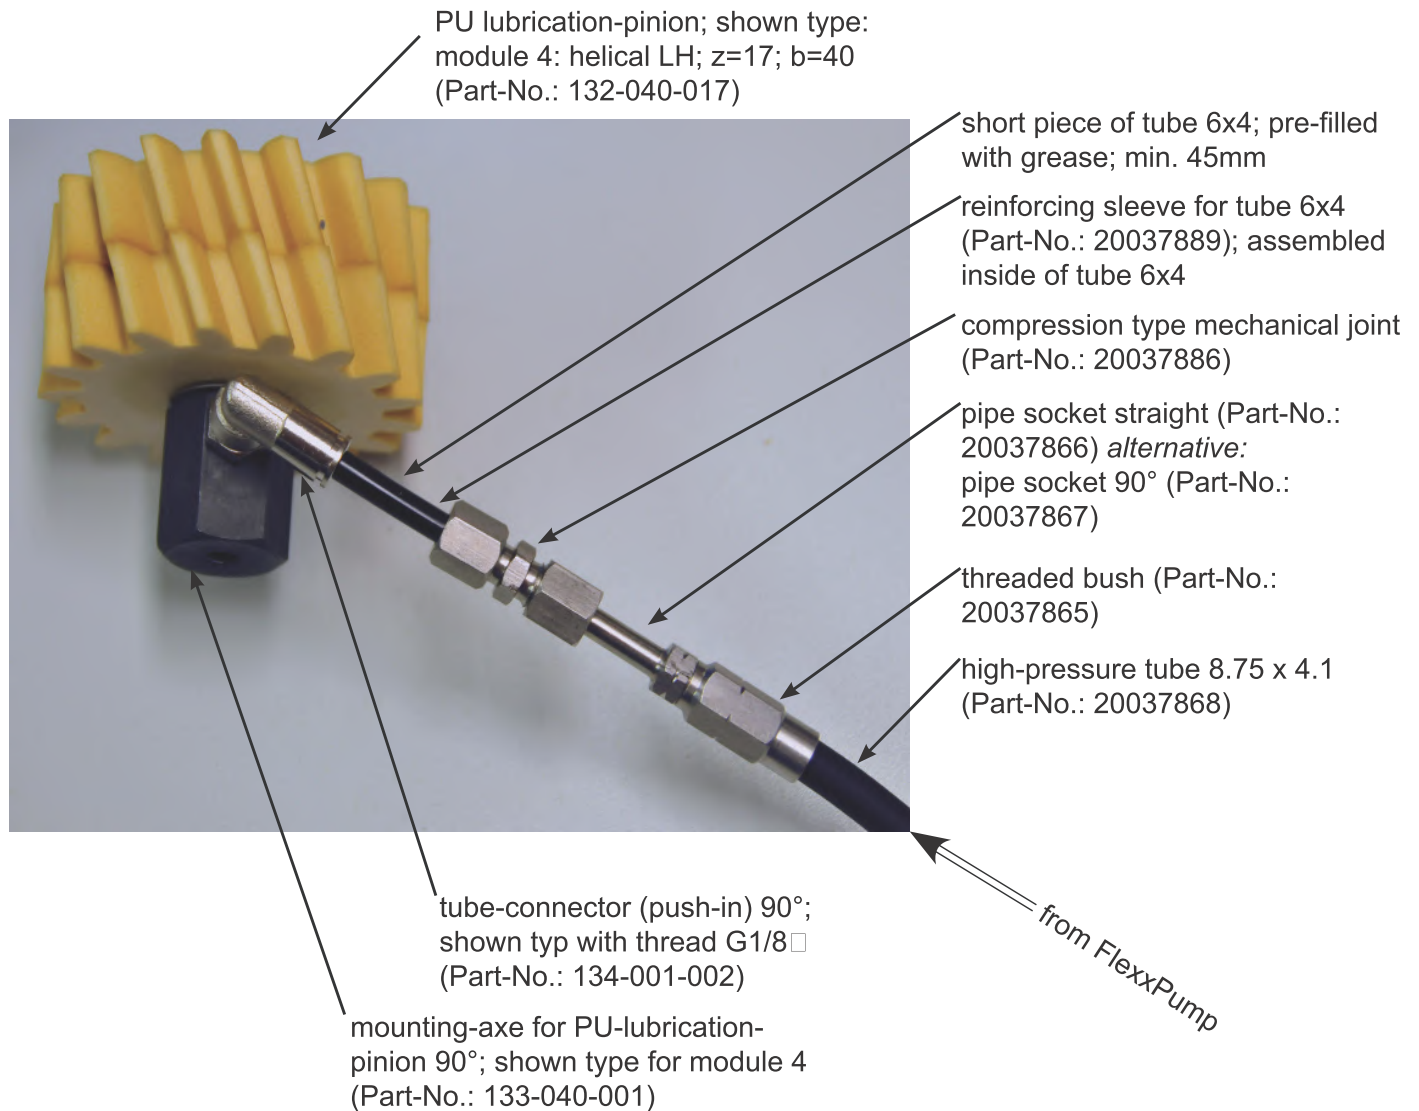 PU lubrication-pinion; shown type:
module 4: helical LH; z=17; b=40
(Part-No.: 132-040-017)
short piece of tube 6x4; pre-filled
with grease; min. 45mm
reinforcing sleeve for tube 6x4
(Part-No.: 20037889); assembled
inside of tube 6x4
compression type mechanical joint
(Part-No.: 20037886)
pipe socket straight (Part-No.:
20037866) alternative:
pipe socket 90° (Part-No.:
20037867)
threaded bush (Part-No.:
20037865)
high-pressure tube 8.75 x 4.1
(Part-No.: 20037868)
from FlexxPump
tube-connector (push-in) 90°;
shown typ with thread G1/8□
(Part-No.: 134-001-002)
mounting-axe for PU-lubrication-
pinion 90°; shown type for module 4
(Part-No.: 133-040-001)